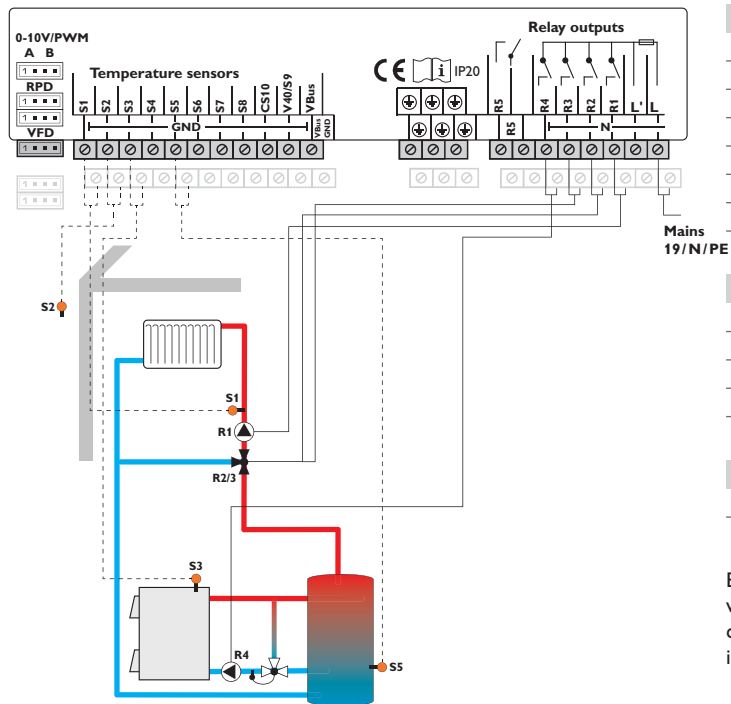 0-10V/PWM
A B
RPD
VFD
Temperature sensors
S1 S2 S3 S4 S5 S6 S7 S8 CS10 V40/S9 VBus
GND
VBus GND
CE i IP20
Relay outputs
R5 R4 R3 R2 R1 L' L
R5
N
Mains
19/N/PE
S2
S1
R1
R2/3
S3
R4
S5